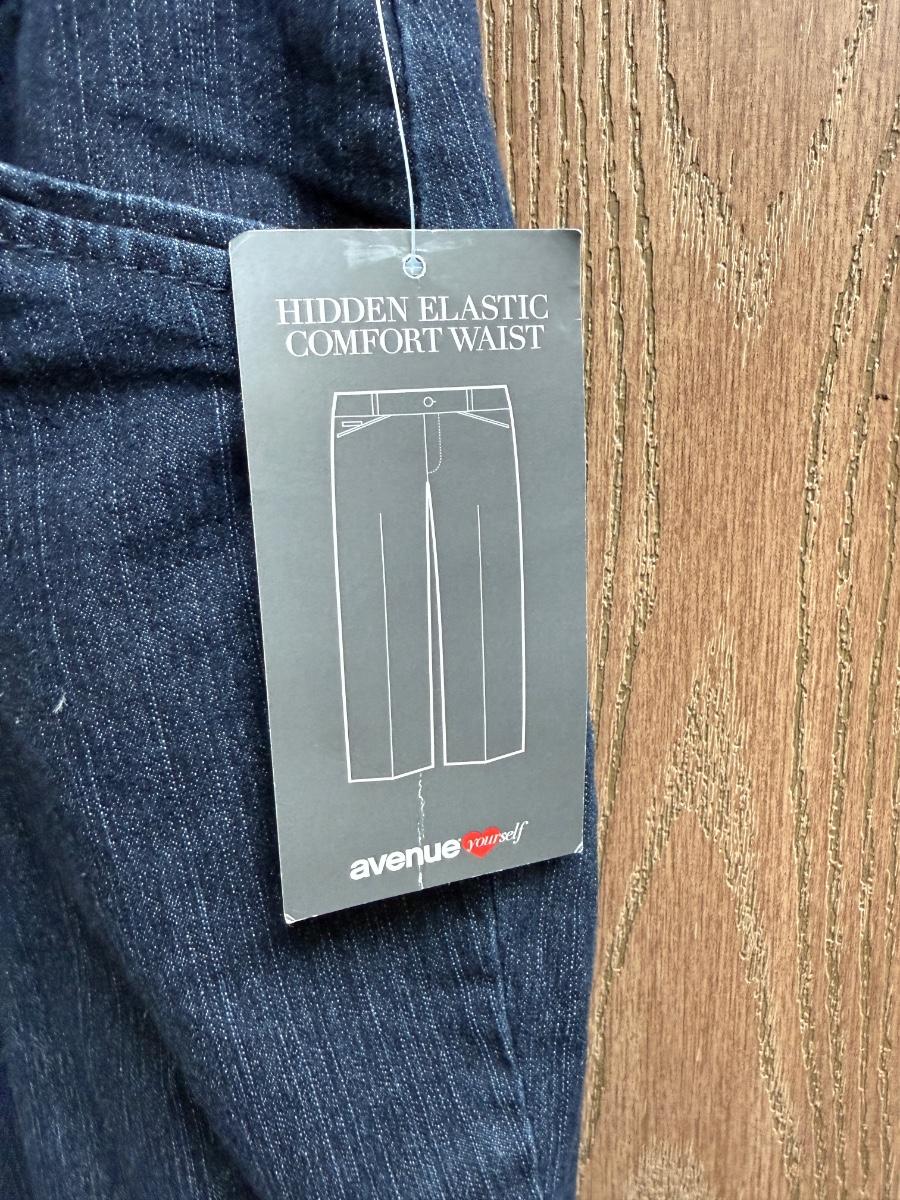 HIDDEN ELASTIC
COMFORT WAIST
avenue® yourself